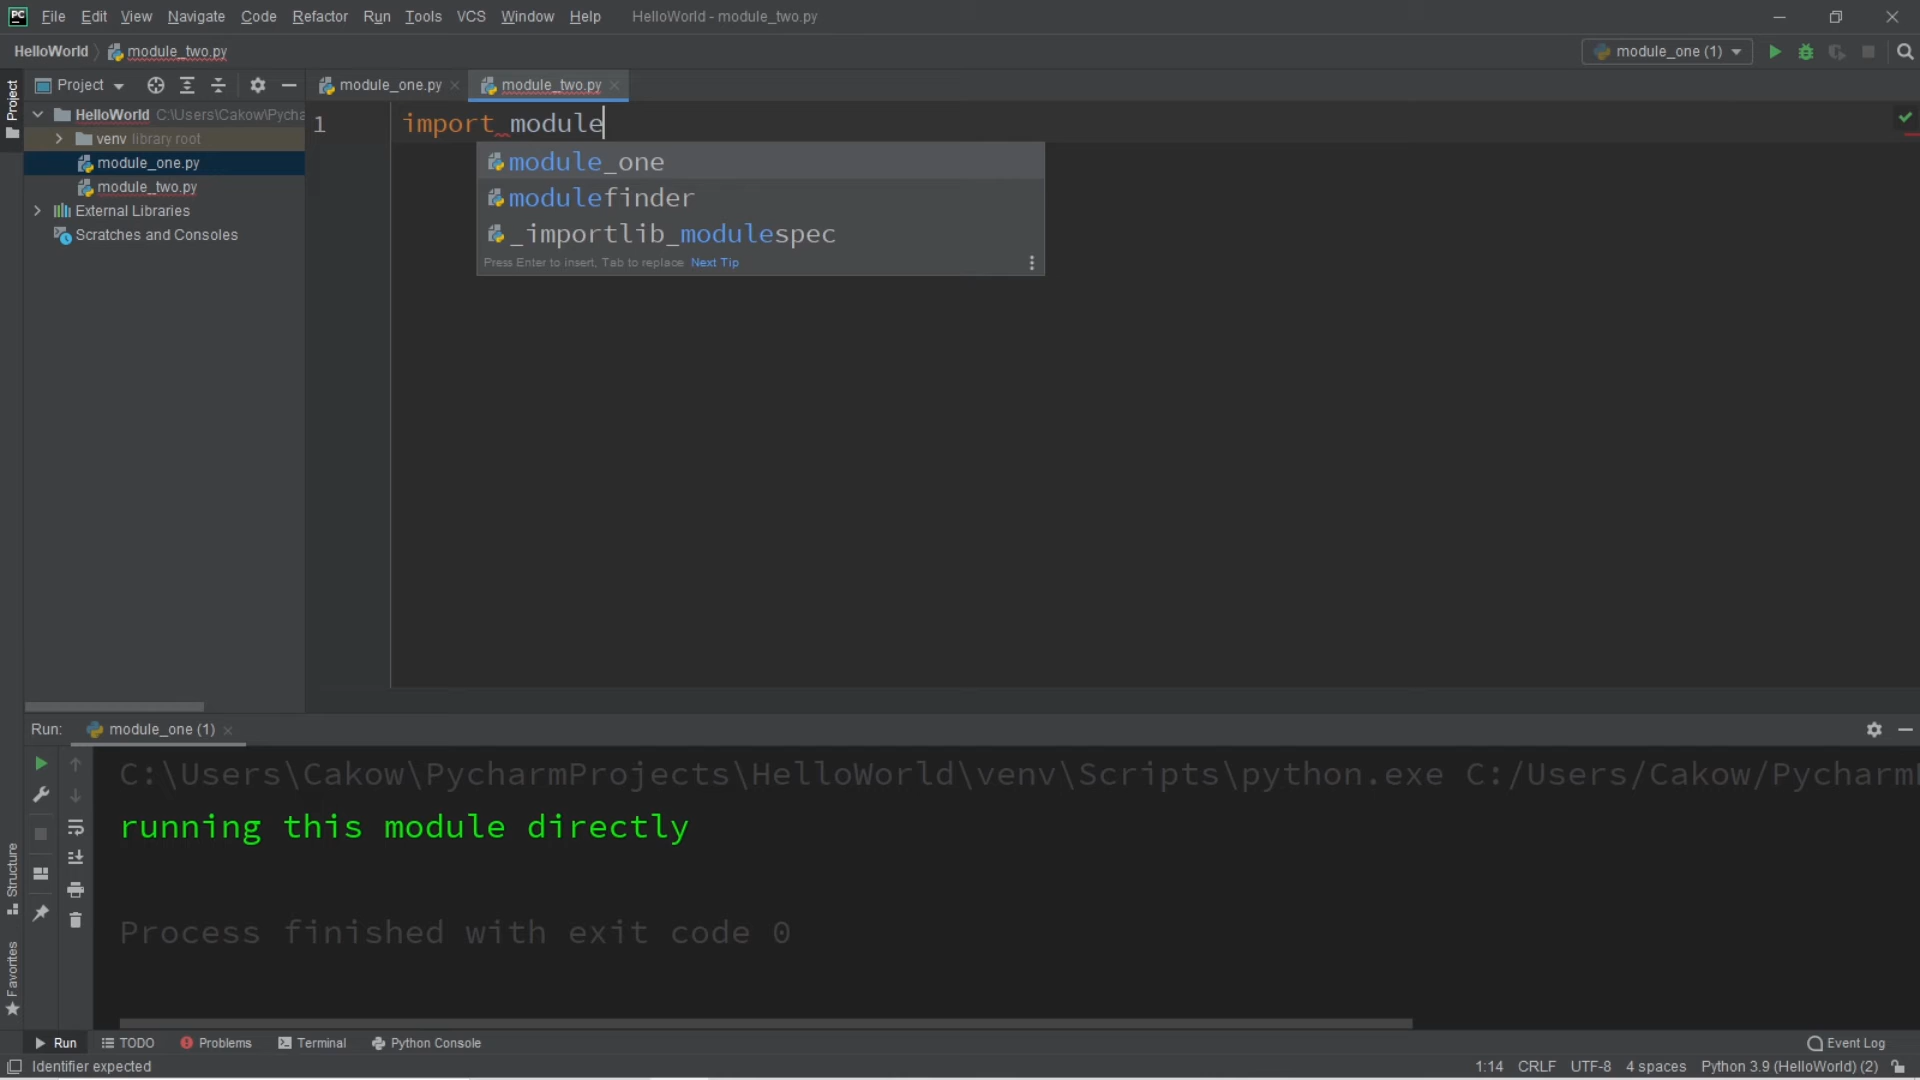 PC File Edit View Navigate Code Refactor Run Tools VCS Window Help HelloWorld - module_two.py
HelloWorld module_two.py module_one (1)
Project
Project module_one.py module_two.py
HelloWorld C:\Users\Cakow\Pycha
venv library root
module_one.py
module_two.py
External Libraries
Scratches and Consoles
1 import module
module_one
modulefinder
_importlib_modulespec
Press Enter to insert, Tab to replace Next Tip
Run: module_one (1)
C:\Users\Cakow\PycharmProjects\HelloWorld\venv\Scripts\python.exe C:/Users/Cakow/Pycharm
running this module directly
Process finished with exit code 0
Structure
Favorites
Run TODO Problems Terminal Python Console Event Log
Identifier expected 1:14 CRLF UTF-8 4 spaces Python 3.9 (HelloWorld) (2)